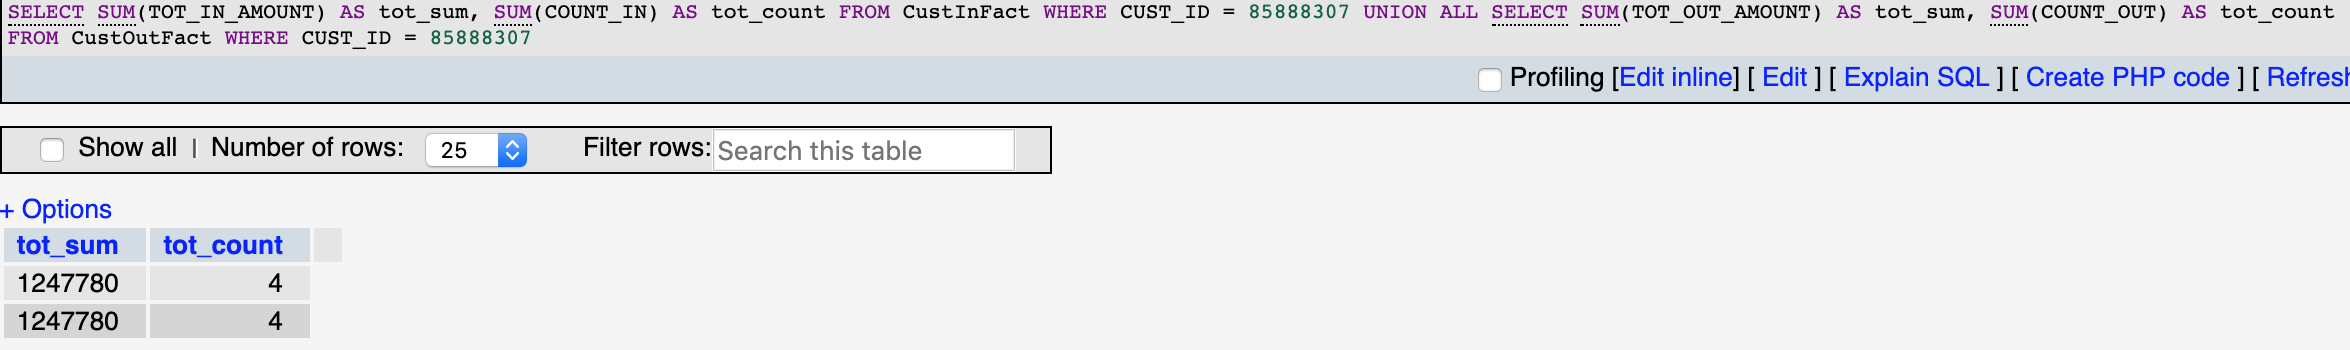 SELECT SUM(TOT_IN_AMOUNT) AS tot_sum, SUM(COUNT_IN) AS tot_count FROM CustInFact WHERE CUST_ID = 85888307 UNION ALL SELECT SUM(TOT_OUT_AMOUNT) AS tot_sum, SUM(COUNT_OUT) AS tot_count
FROM CustOutFact WHERE CUST_ID = 85888307
Profiling [Edit inline] [ Edit ] [ Explain SQL ] [ Create PHP code ] [ Refresh
Show all | Number of rows: 25 Filter rows: Search this table
+ Options
tot_sum tot_count
1247780 4
1247780 4